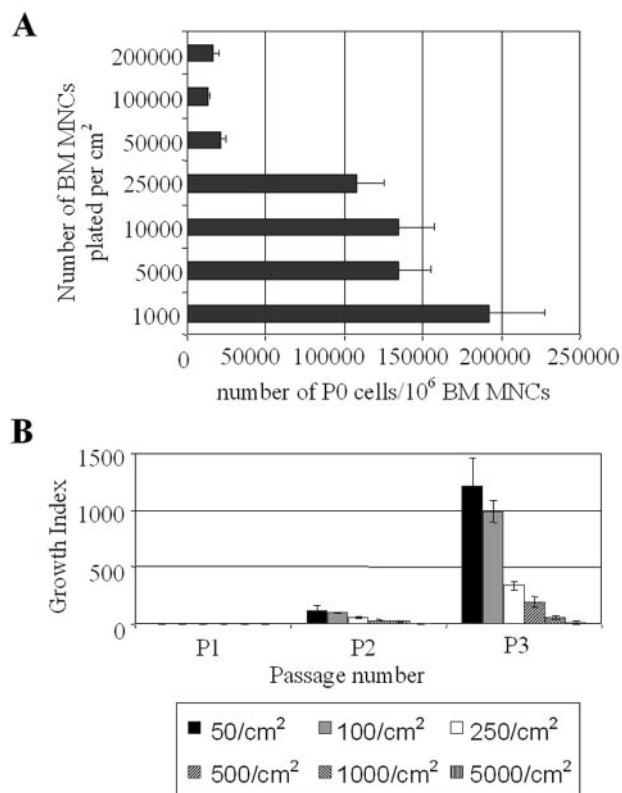 A
Number of BM MNCs
plated per cm²
200000
100000
50000
25000
10000
5000
1000
0 50000 100000 150000 200000 250000
number of P0 cells/10⁶ BM MNCs
B
Growth Index
1500
1000
500
0
P1 P2 P3
Passage number
50/cm² 100/cm² 250/cm²
500/cm² 1000/cm² 5000/cm²